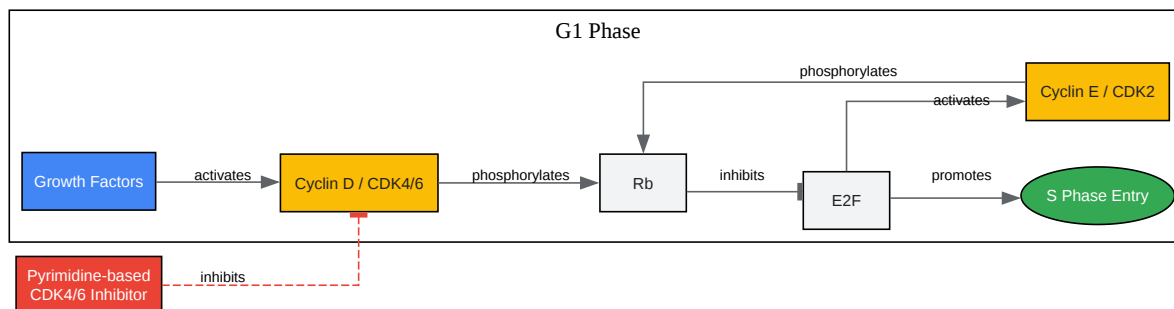 G1 Phase
phosphorylates
Cyclin E / CDK2
activates
Growth Factors
activates
Cyclin D / CDK4/6
phosphorylates
Rb
inhibits
E2F
promotes
S Phase Entry
Pyrimidine-based
CDK4/6 Inhibitor
inhibits